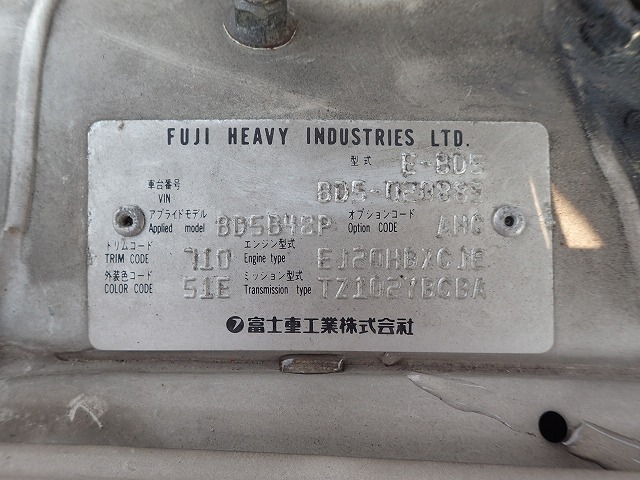 FUJI HEAVY INDUSTRIES LTD.
型式 E-BD5
車台番号 VIN BD5-
アプライドモデル Applied model BD5B48P オプションコード Option CODE AHC
トリムコード TRIM CODE 710 エンジン型式 Engine type
外装色コード COLOR CODE 51E ミッション型式 Transmission type TZ102YBCBA
⑦富士重工業株式会社